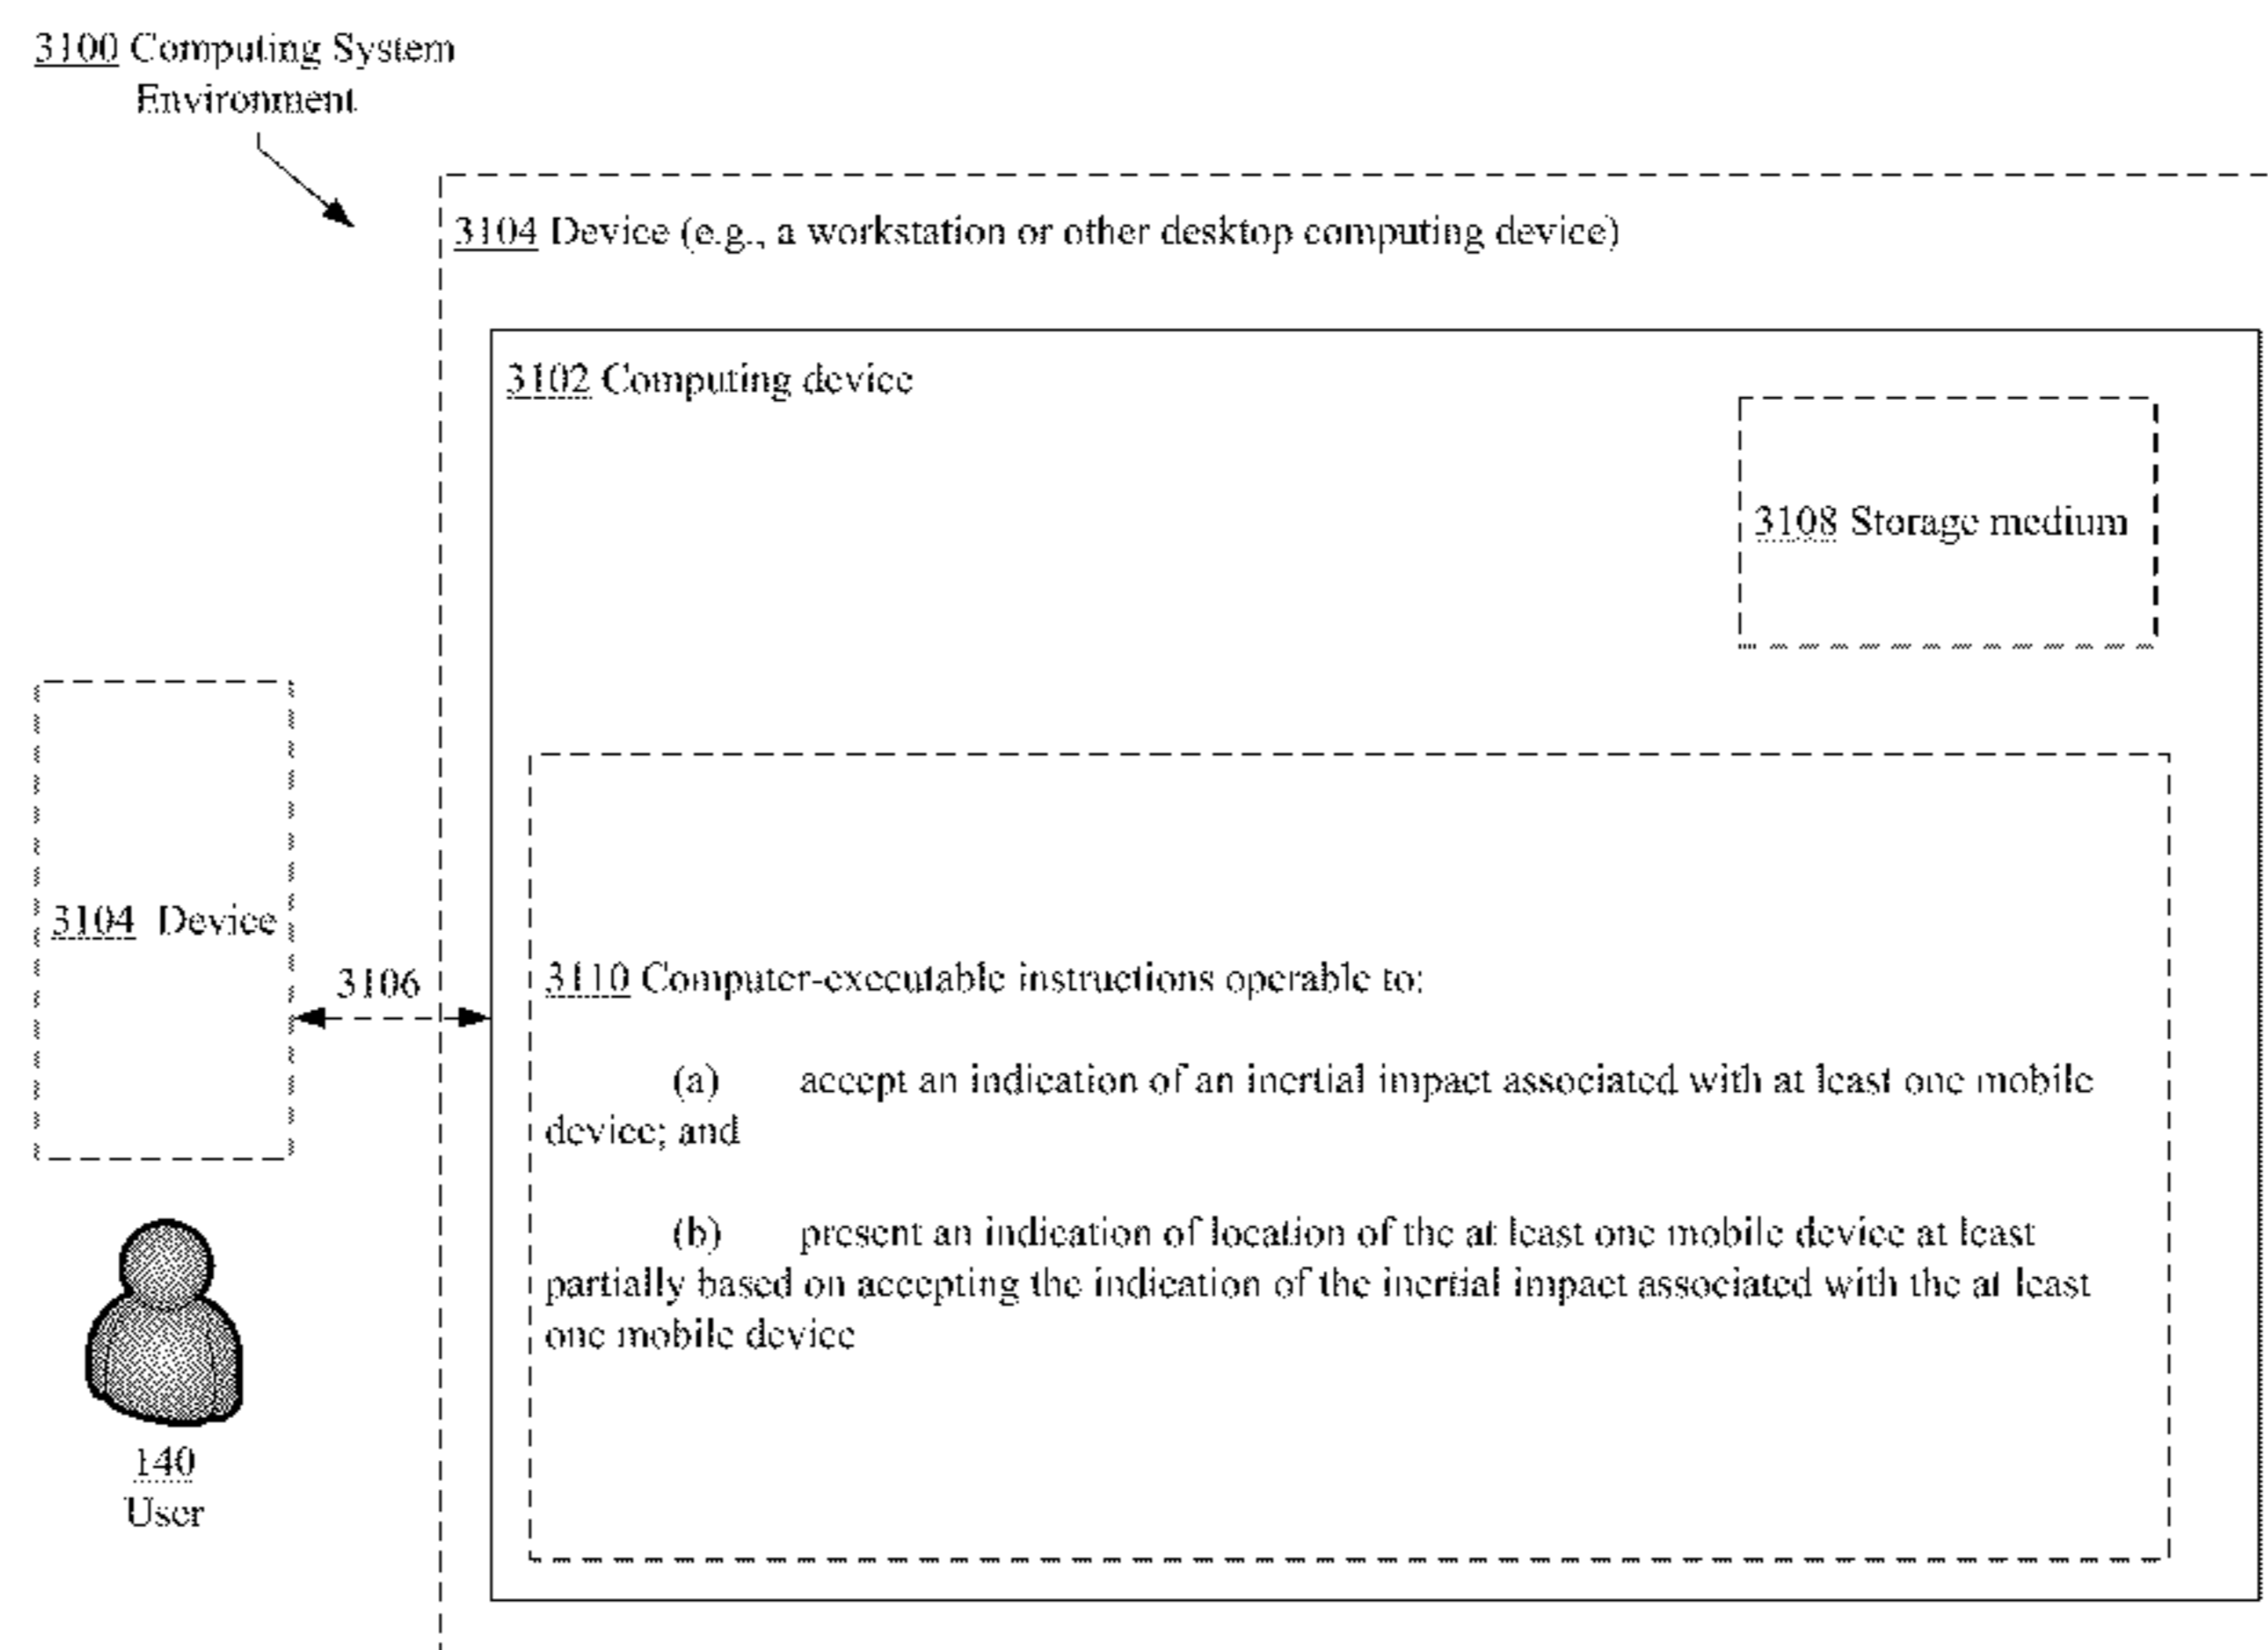 3100 Computing System
Environment
3104 Device (e.g., a workstation or other desktop computing device)
3102 Computing device
3108 Storage medium
3104 Device
3106
3110 Computer-executable instructions operable to:
(a) accept an indication of an inertial impact associated with at least one mobile
device; and
(b) present an indication of location of the at least one mobile device at least
partially based on accepting the indication of the inertial impact associated with the at least
one mobile device
140
User